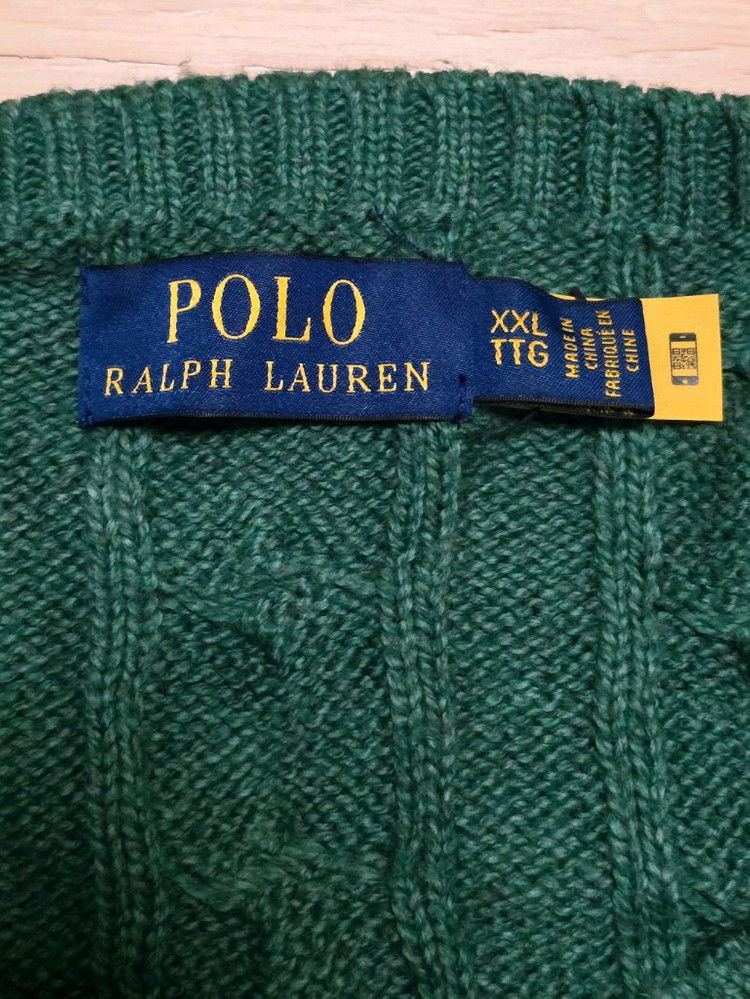 POLO
RALPH LAUREN
XXL
TTG
MADE IN
CHINA
FABRIQUÉ EN
CHINE